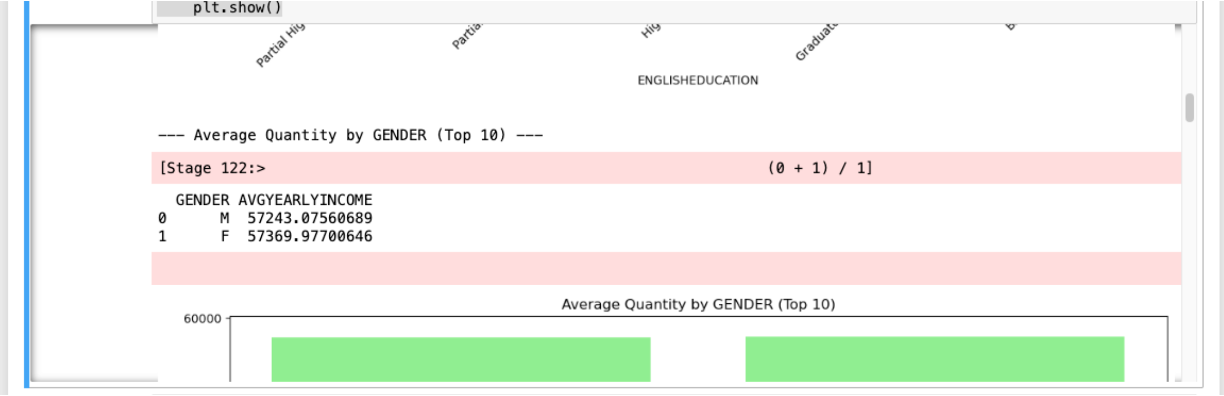 plt.show()
Partial Hig
Partia
Hig
Graduat
B
ENGLISHEDUCATION
--- Average Quantity by GENDER (Top 10) ---
[Stage 122:> (0 + 1) / 1]
GENDER AVGYEARLYINCOME
0 M 57243.07560689
1 F 57369.97700646
Average Quantity by GENDER (Top 10)
60000